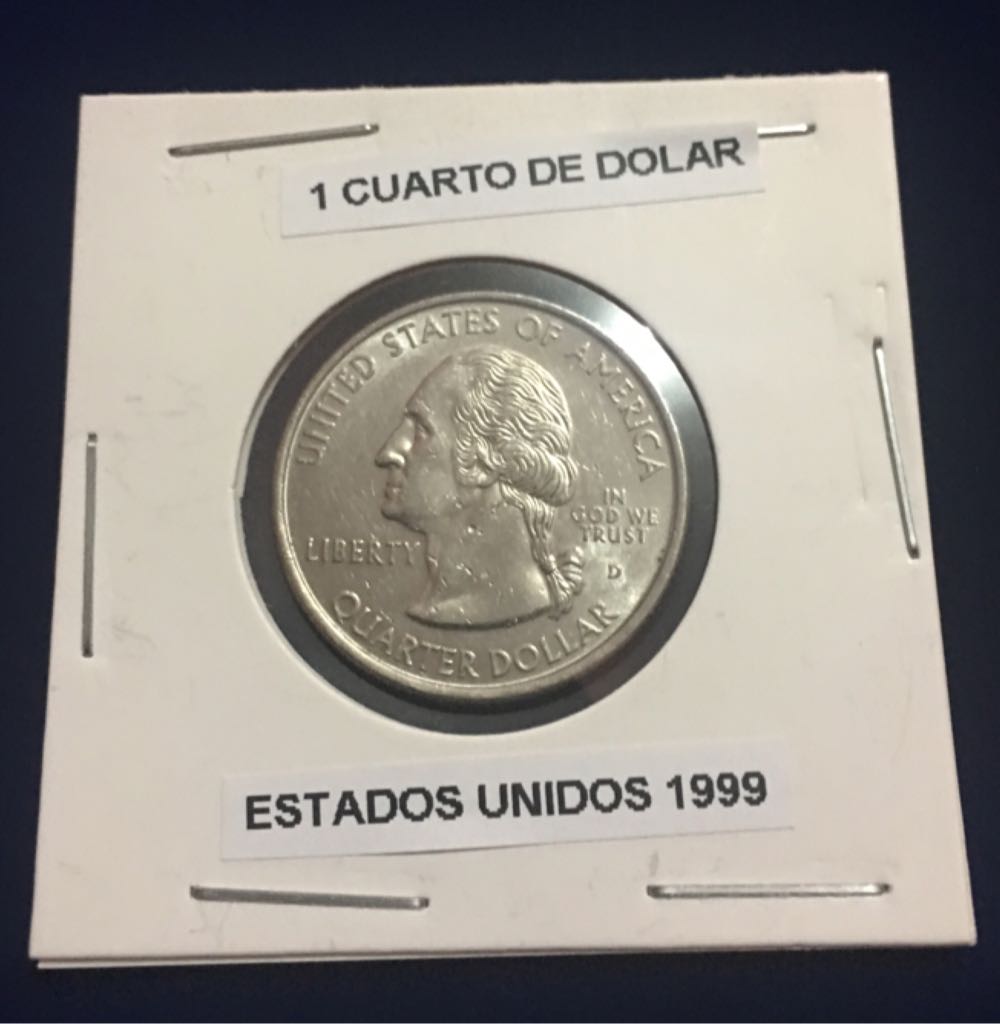 1 CUARTO DE DOLAR
UNITED STATES OF AMERICA
IN
GOD WE
TRUST
LIBERTY
D
QUARTER DOLLAR
ESTADOS UNIDOS 1999